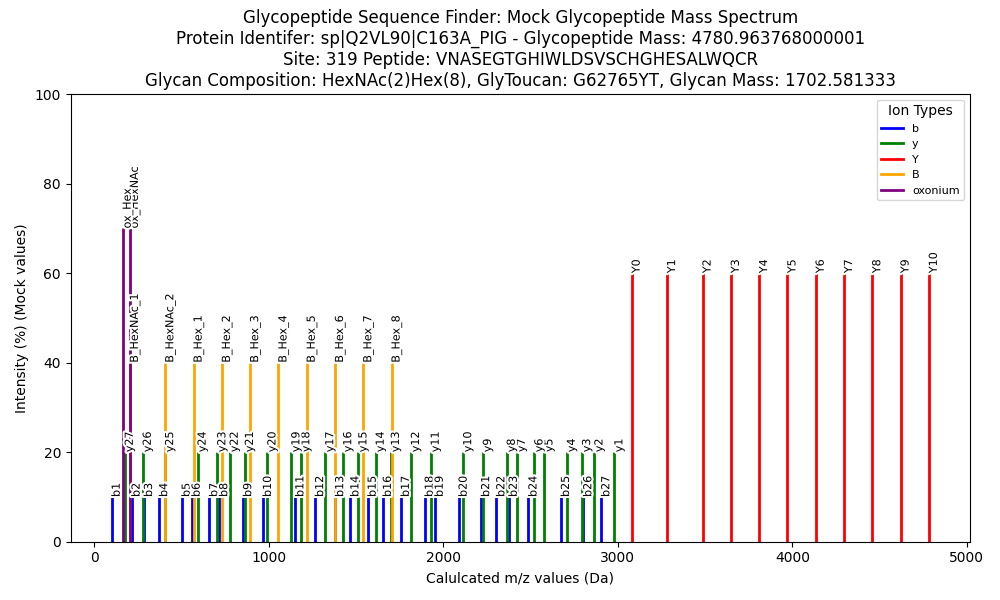 Glycopeptide Sequence Finder: Mock Glycopeptide Mass Spectrum
Protein Identifer: sp|Q2VL90|C163A_PIG - Glycopeptide Mass: 4780.963768000001
Site: 319 Peptide: VNASEGTGHIWLDSVSCHGHESALWQCR
Glycan Composition: HexNAc(2)Hex(8), GlyToucan: G62765YT, Glycan Mass: 1702.581333
100
80
60
40
20
0
Intensity (%) (Mock values)
Ion Types
b
y
Y
B
oxonium
ox_Hex
ox_HexNAc
B_HexNAc_1
B_HexNAc_2
B_Hex_1
B_Hex_2
B_Hex_3
B_Hex_4
B_Hex_5
B_Hex_6
B_Hex_7
B_Hex_8
Y0
Y1
Y2
Y3
Y4
Y5
Y6
Y7
Y8
Y9
Y10
y27
y26
y25
y24
y23
y22
y21
y20
y19
y18
y17
y16
y15
y14
y13
y12
y11
y10
y9
y8
y7
y6
y5
y4
y3
y2
y1
b1
b2
b3
b4
b5
b6
b7
b8
b9
b10
b11
b12
b13
b14
b15
b16
b17
b18
b19
b20
b21
b22
b23
b24
b25
b26
b27
0
1000
2000
3000
4000
5000
Calulcated m/z values (Da)